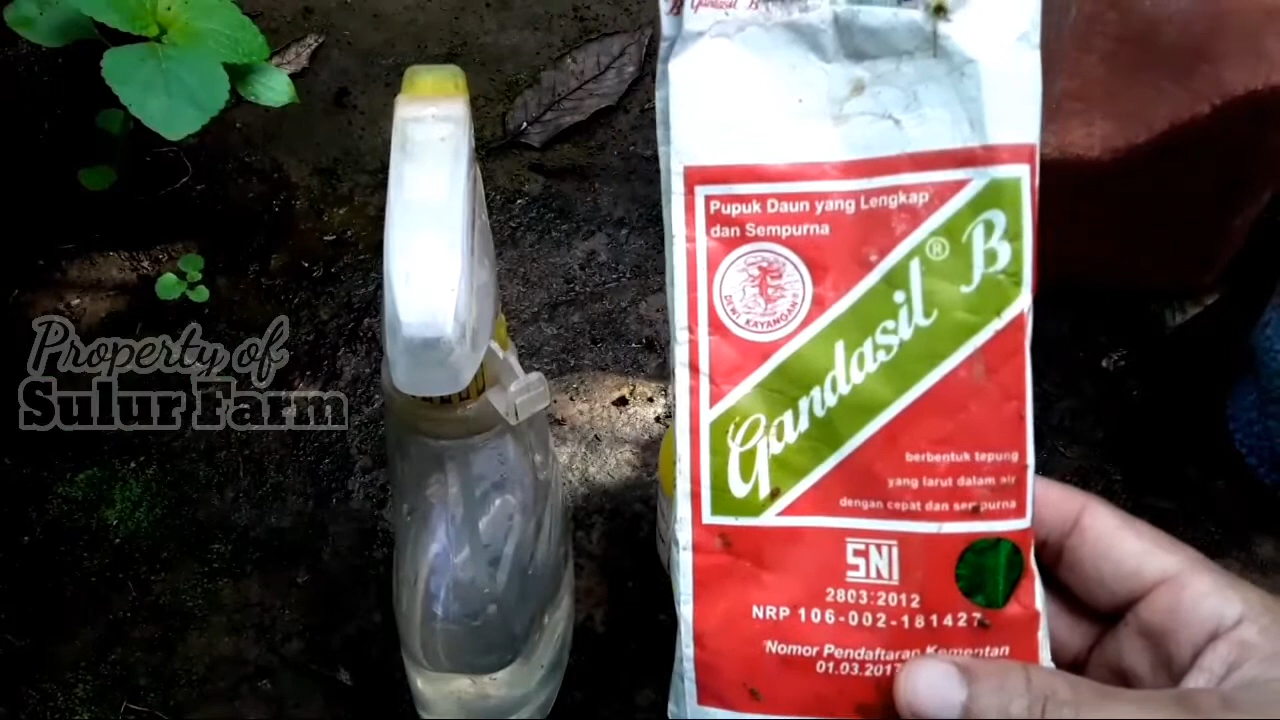 Gandasil B
Pupuk Daun yang Lengkap
dan Sempurna
DEWI KAYANGAN
Gandasil® B
berbentuk tepung
yang larut dalam air
dengan cepat dan sempurna
SNI
2803:2012
NRP 106-002-181427
Nomor Pendaftaran Kementan
01.03.2017
Property of
Sulur Farm